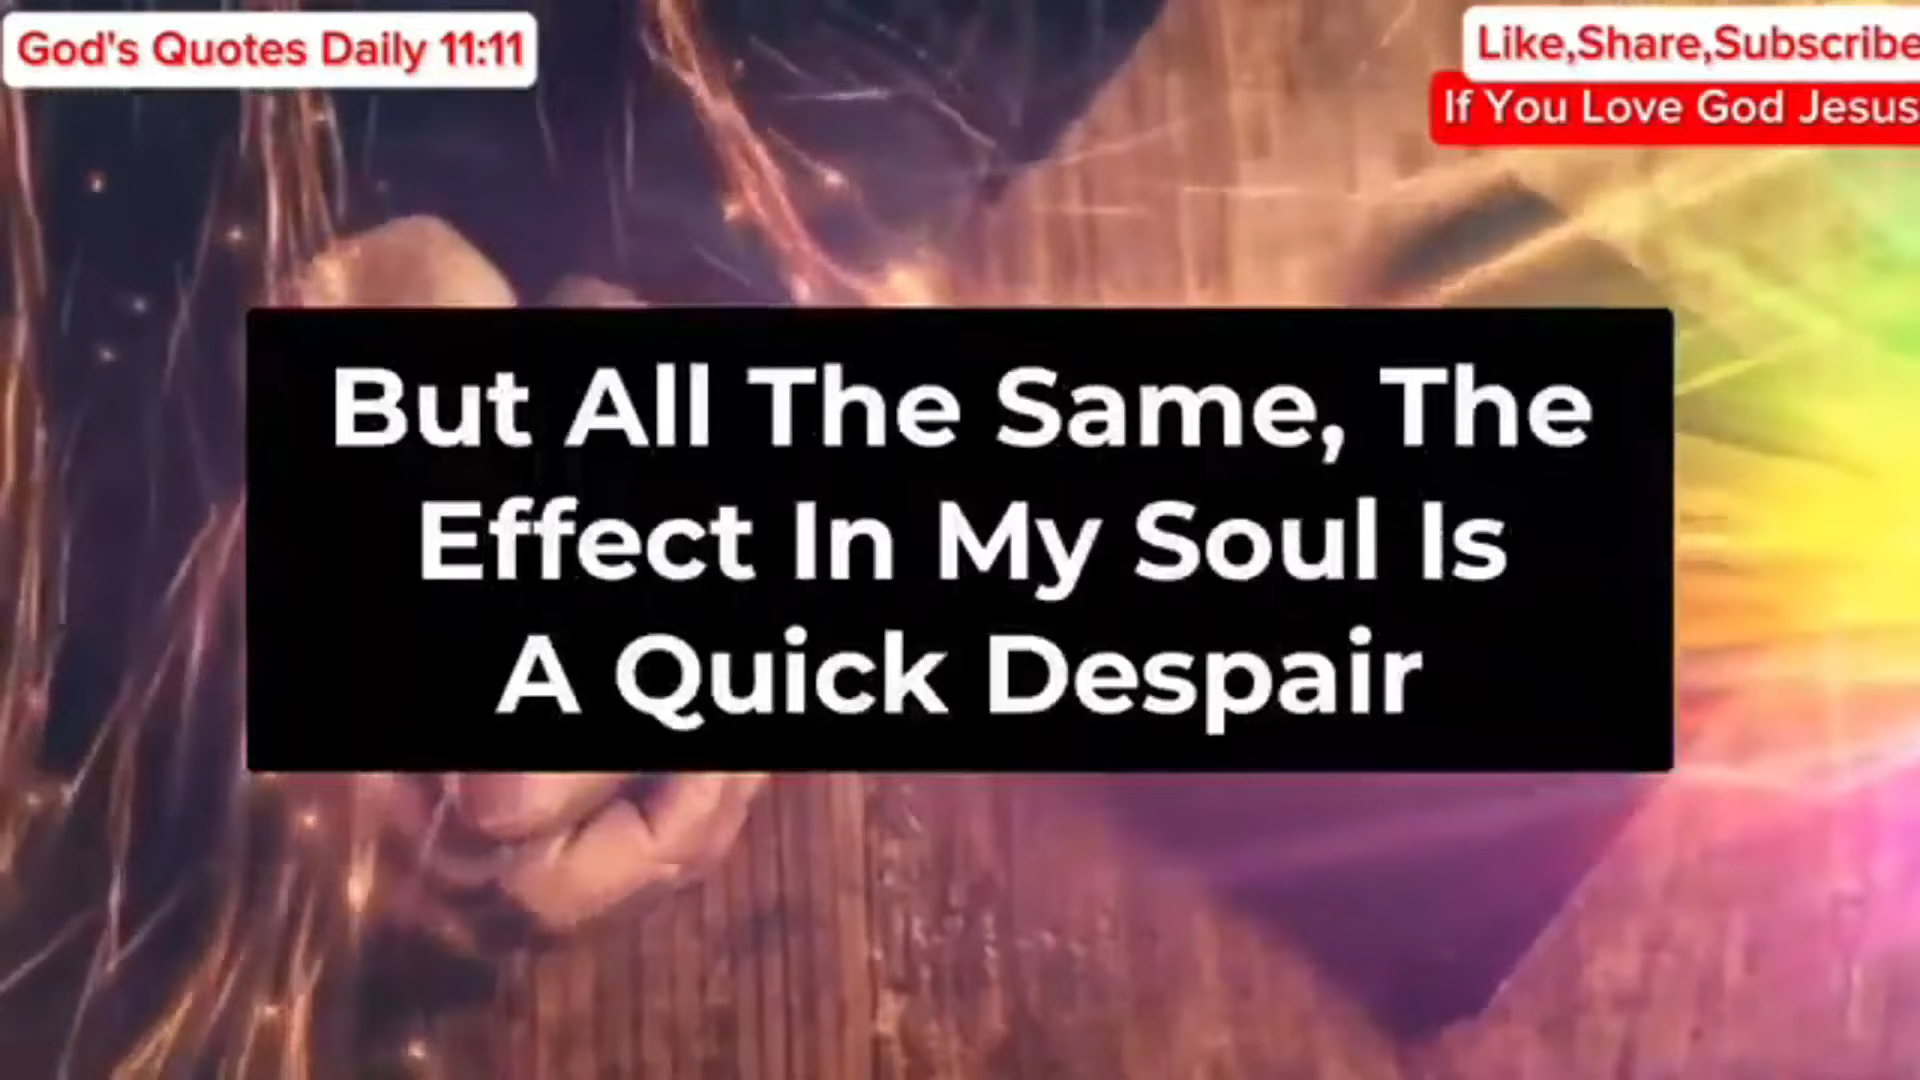 God's Quotes Daily 11:11
Like,Share,Subscribe
If You Love God Jesus
But All The Same, The
Effect In My Soul Is
A Quick Despair